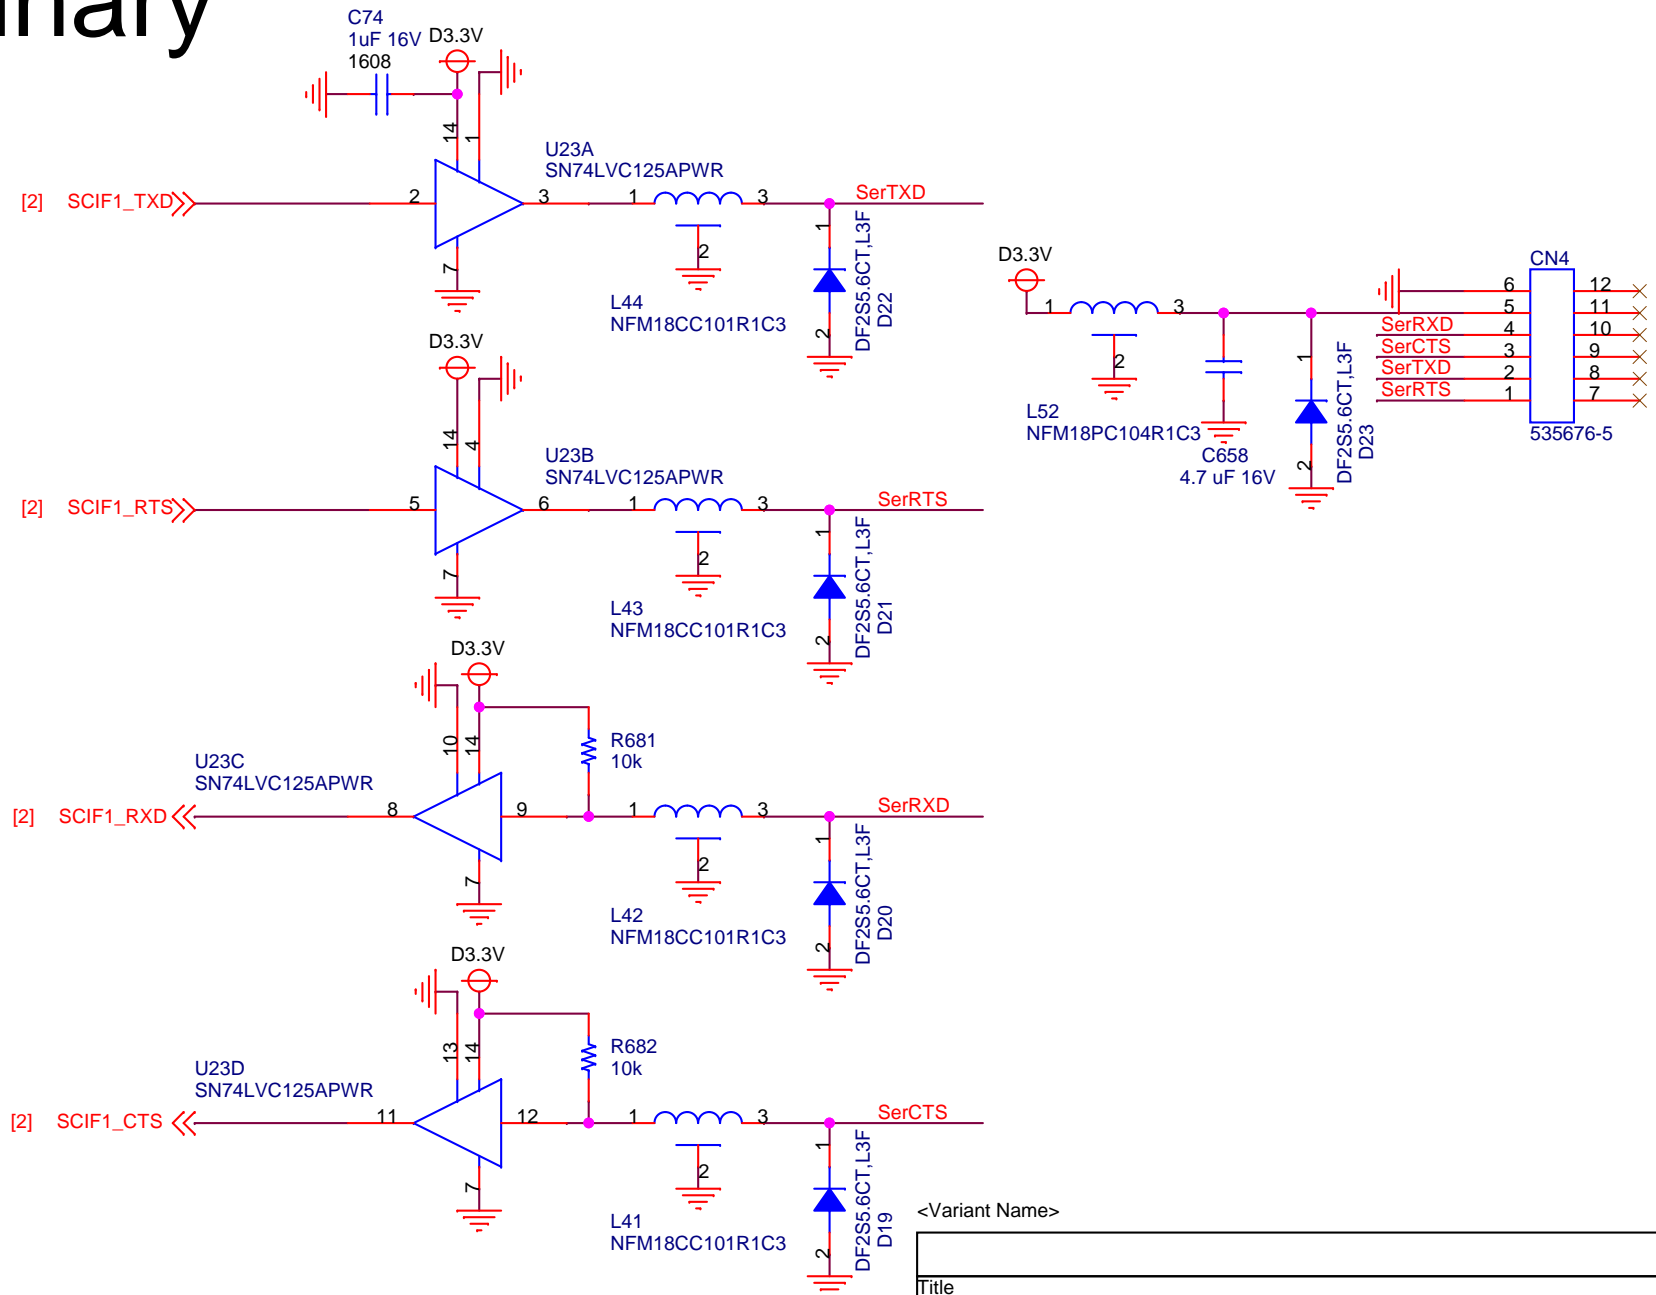 C74
1uF 16V
1608
D3.3V
14
1
U23A
SN74LVC125APWR
[2] SCIF1_TXD
2
3
1
3
SerTXD
7
2
1
2
DF2S5.6CT,L3F
D22
L44
NFM18CC101R1C3
D3.3V
14
4
U23B
SN74LVC125APWR
[2] SCIF1_RTS
5
6
1
3
SerRTS
7
2
1
2
DF2S5.6CT,L3F
D21
L43
NFM18CC101R1C3
D3.3V
10
14
R681
10k
U23C
SN74LVC125APWR
[2] SCIF1_RXD
8
9
1
3
SerRXD
7
2
1
2
DF2S5.6CT,L3F
D20
L42
NFM18CC101R1C3
D3.3V
13
14
R682
10k
U23D
SN74LVC125APWR
[2] SCIF1_CTS
11
12
1
3
SerCTS
7
2
1
2
DF2S5.6CT,L3F
D19
L41
NFM18CC101R1C3
D3.3V
1
3
2
L52
NFM18PC104R1C3
C658
4.7 uF 16V
1
2
DF2S5.6CT,L3F
D23
CN4
6 12
5 11
SerRXD 4 10
SerCTS 3 9
SerTXD 2 8
SerRTS 1 7
535676-5
<Variant Name>
Title